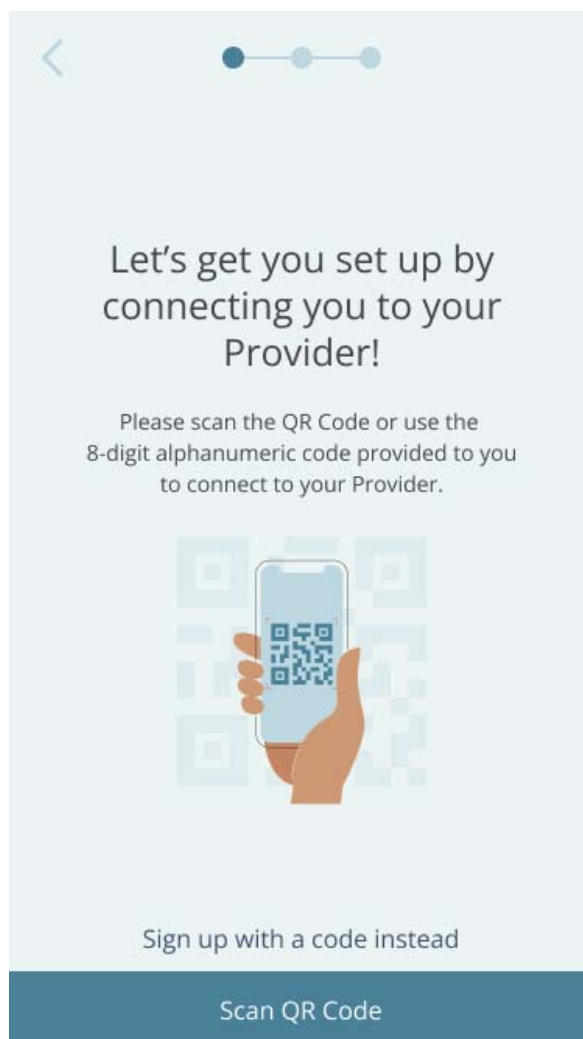 Let’s get you set up by
connecting you to your
Provider!
Please scan the QR Code or use the
8-digit alphanumeric code provided to you
to connect to your Provider.
Sign up with a code instead
Scan QR Code